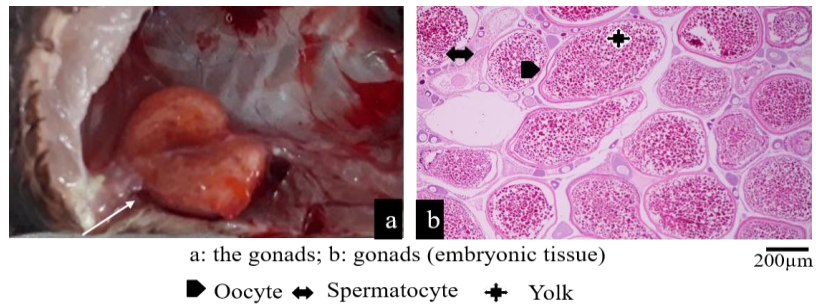 a
b
a: the gonads; b: gonads (embryonic tissue)
200μm
Oocyte Spermatocyte Yolk